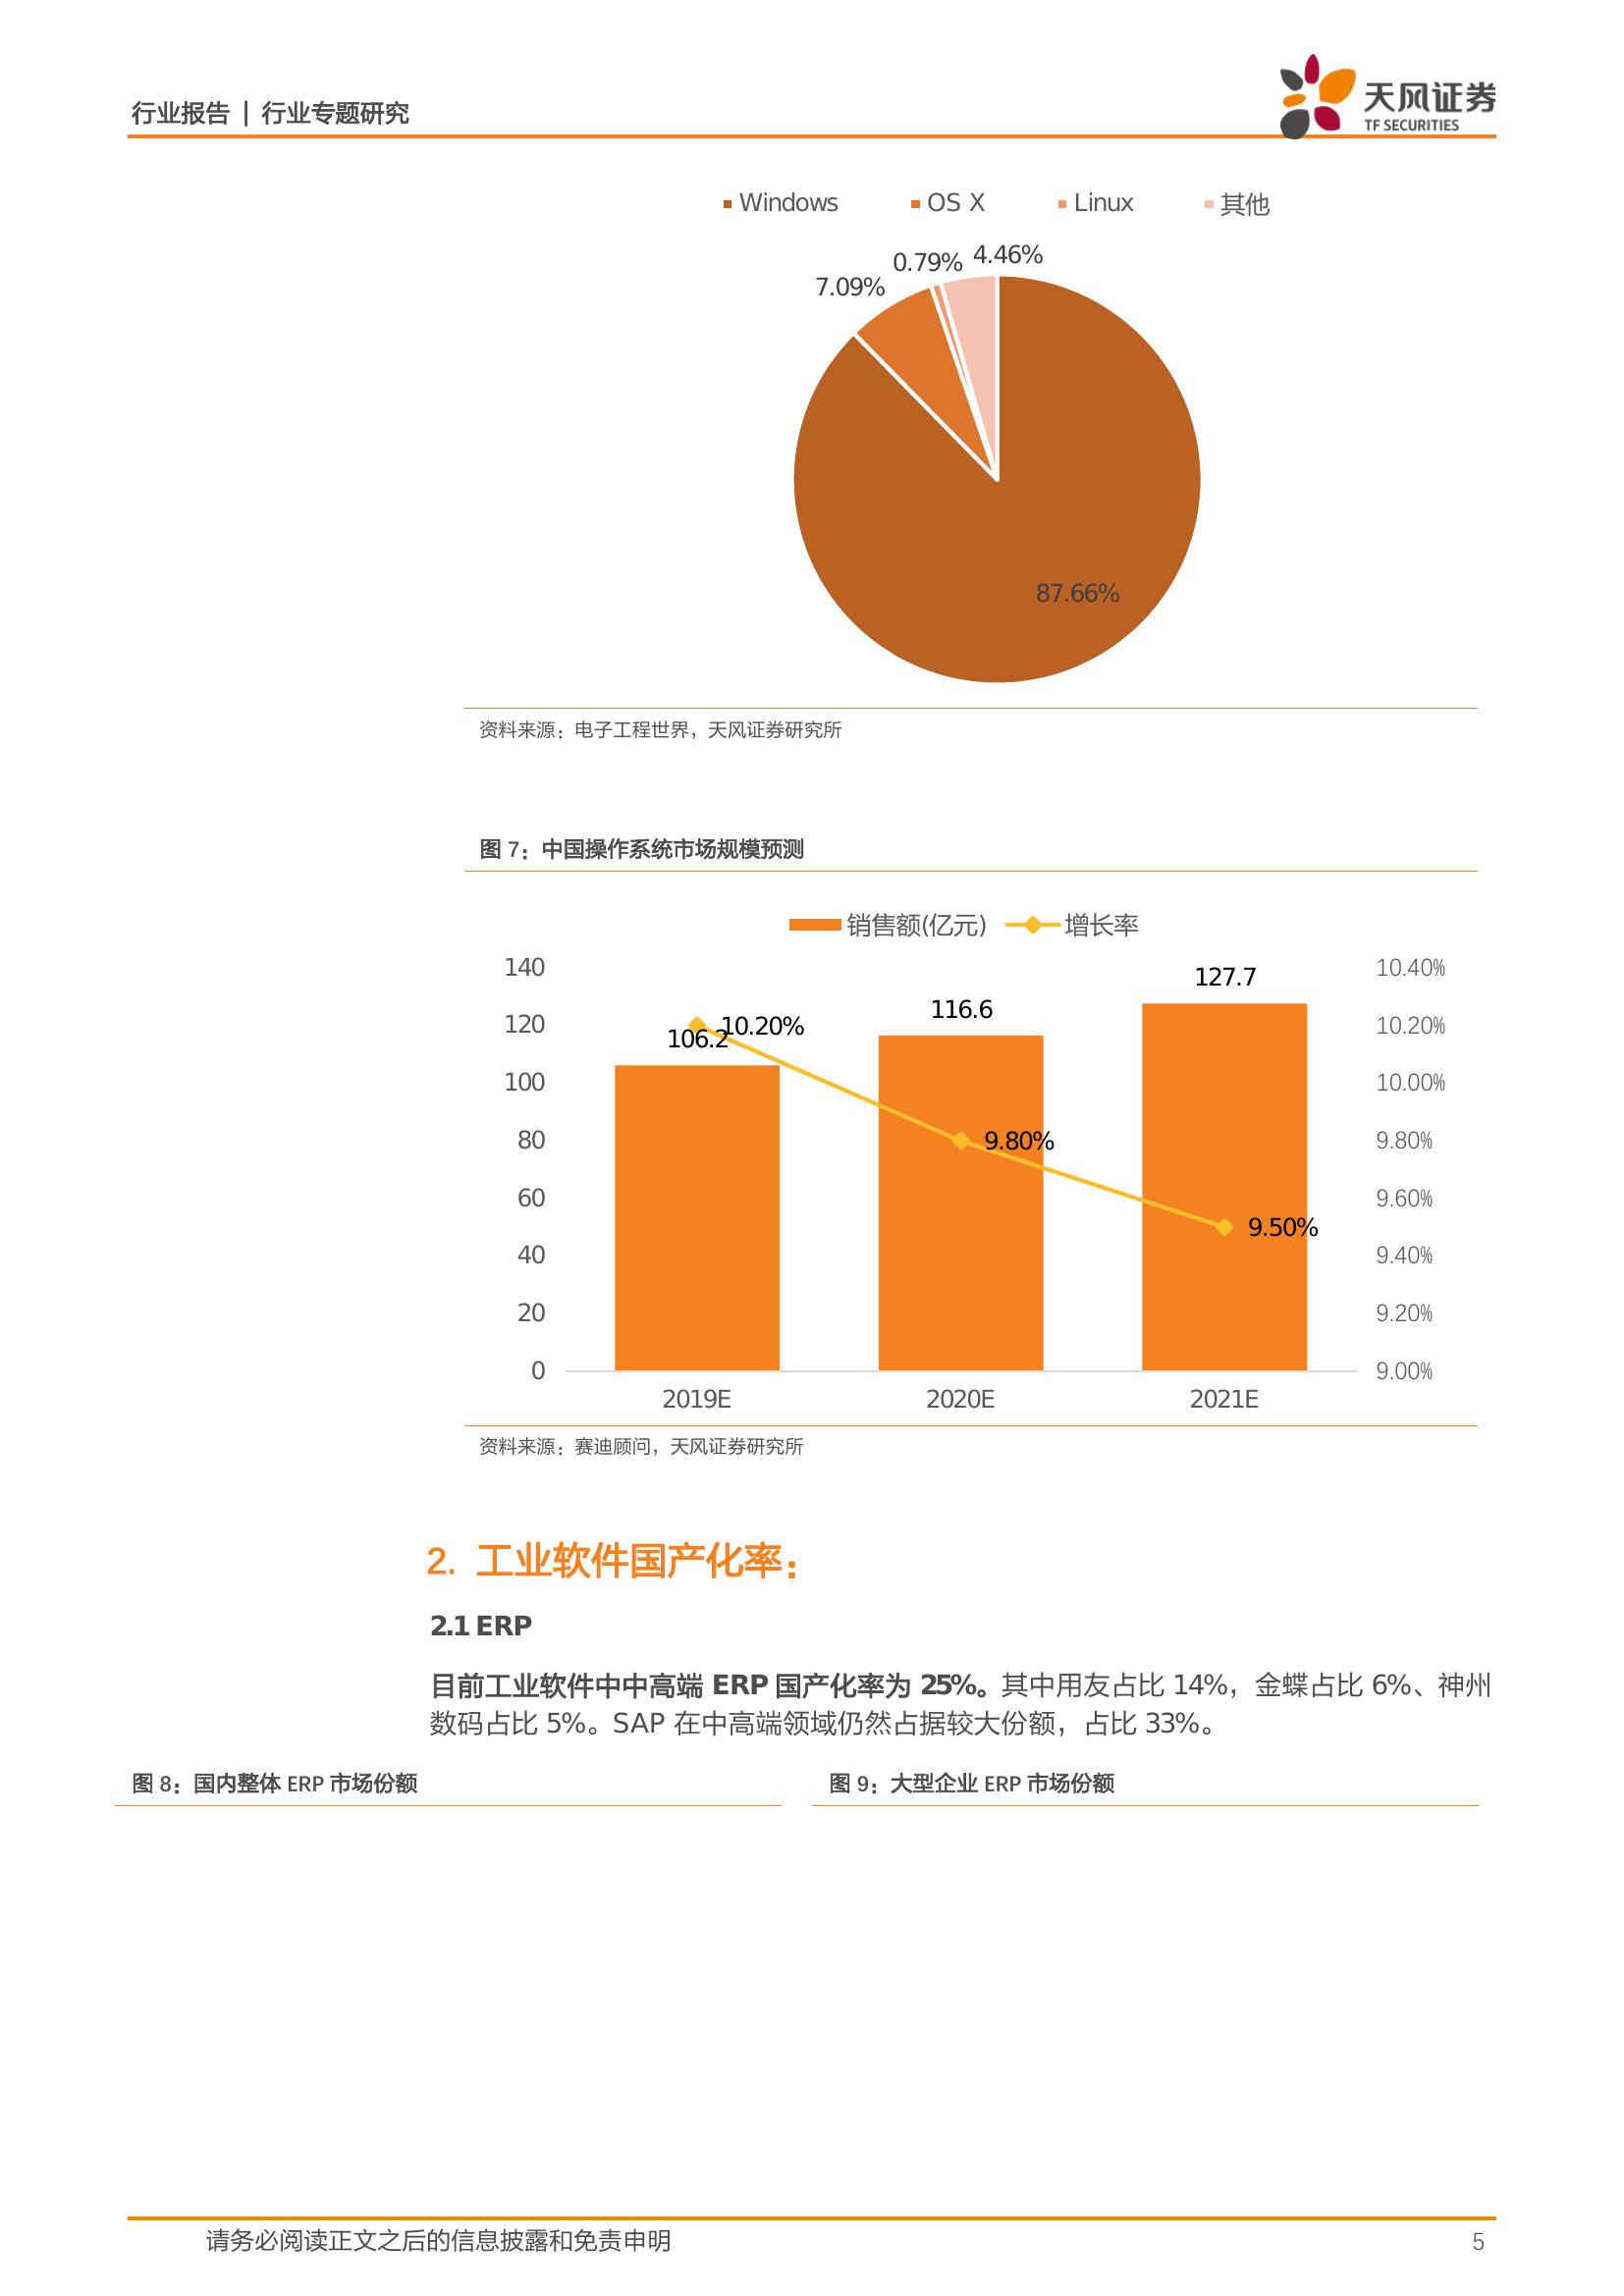 行业报告 | 行业专题研究
天风证券
TF SECURITIES
Windows OS X Linux 其他
7.09% 0.79% 4.46%
87.66%
资料来源：电子工程世界，天风证券研究所
图 7：中国操作系统市场规模预测
销售额(亿元) 增长率
140 127.7 10.40%
120 106.2 10.20% 116.6 10.20%
100 10.00%
80 9.80% 9.80%
60 9.60%
40 9.50% 9.40%
20 9.20%
0 9.00%
2019E 2020E 2021E
资料来源：赛迪顾问，天风证券研究所
2. 工业软件国产化率：
2.1 ERP
目前工业软件中中高端 ERP 国产化率为 25%。其中用友占比 14%，金蝶占比 6%、神州
数码占比 5%。SAP 在中高端领域仍然占据较大份额，占比 33%。
图 8：国内整体 ERP 市场份额 图 9：大型企业 ERP 市场份额
请务必阅读正文之后的信息披露和免责申明 5